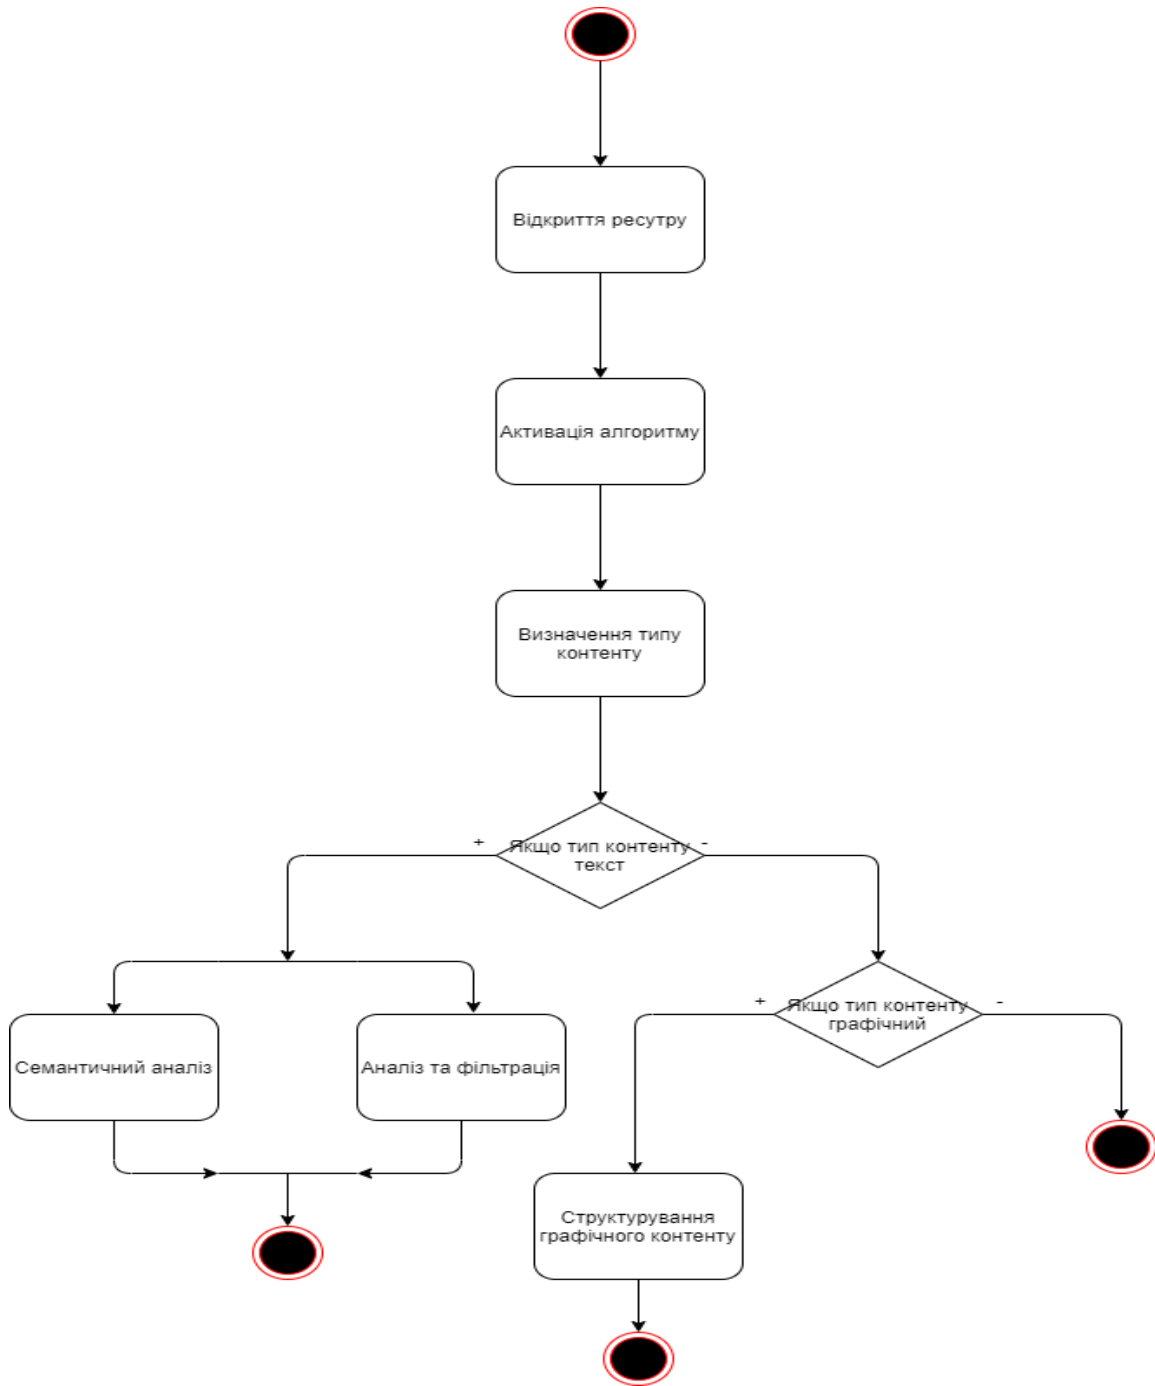 Відкриття ресутру
Активація алгоритму
Визначення типу
контенту
+
Якщо тип контенту
текст
-
+
Якщо тип контенту
графічний
-
Семантичний аналіз
Аналіз та фільтрація
Структурування
графічного контенту